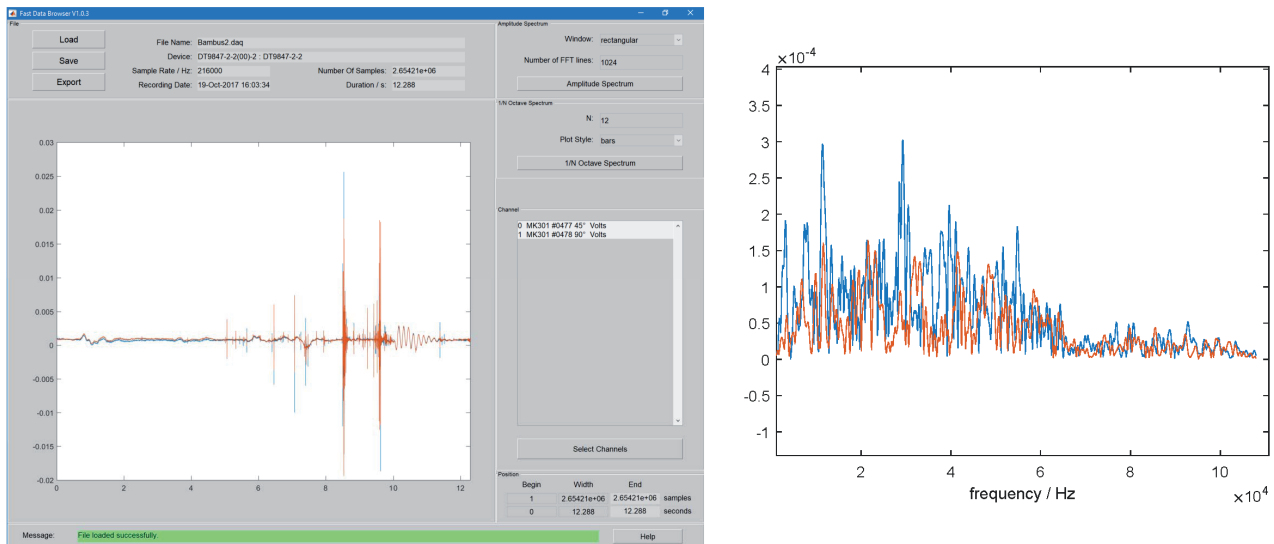 Fast Data Browser V1.0.3
File
Load
Save
Export
File Name: Bambus2.daq
Device: DT9847-2-2(00)-2 : DT9847-2-2
Sample Rate / Hz: 216000 Number Of Samples: 2.65421e+06
Recording Date: 19-Oct-2017 16:03:34 Duration / s: 12.288
Amplitude Spectrum
Window: rectangular
Number of FFT lines: 1024
Amplitude Spectrum
1/N Octave Spectrum
N: 12
Plot Style: bars
1/N Octave Spectrum
0.03
0.025
0.02
0.015
0.01
0.005
0
-0.005
-0.01
-0.015
-0.02
0 2 4 6 8 10 12
Channel
0 MK301 #0477 45° Volts
1 MK301 #0478 90° Volts
Select Channels
Position
Begin Width End
1 2.65421e+06 2.65421e+06 samples
0 12.288 12.288 seconds
Message: File loaded successfully. Help
×10⁻⁴
4
3.5
3
2.5
2
1.5
1
0.5
0
-0.5
-1
2 4 6 8 10
frequency / Hz ×10⁴